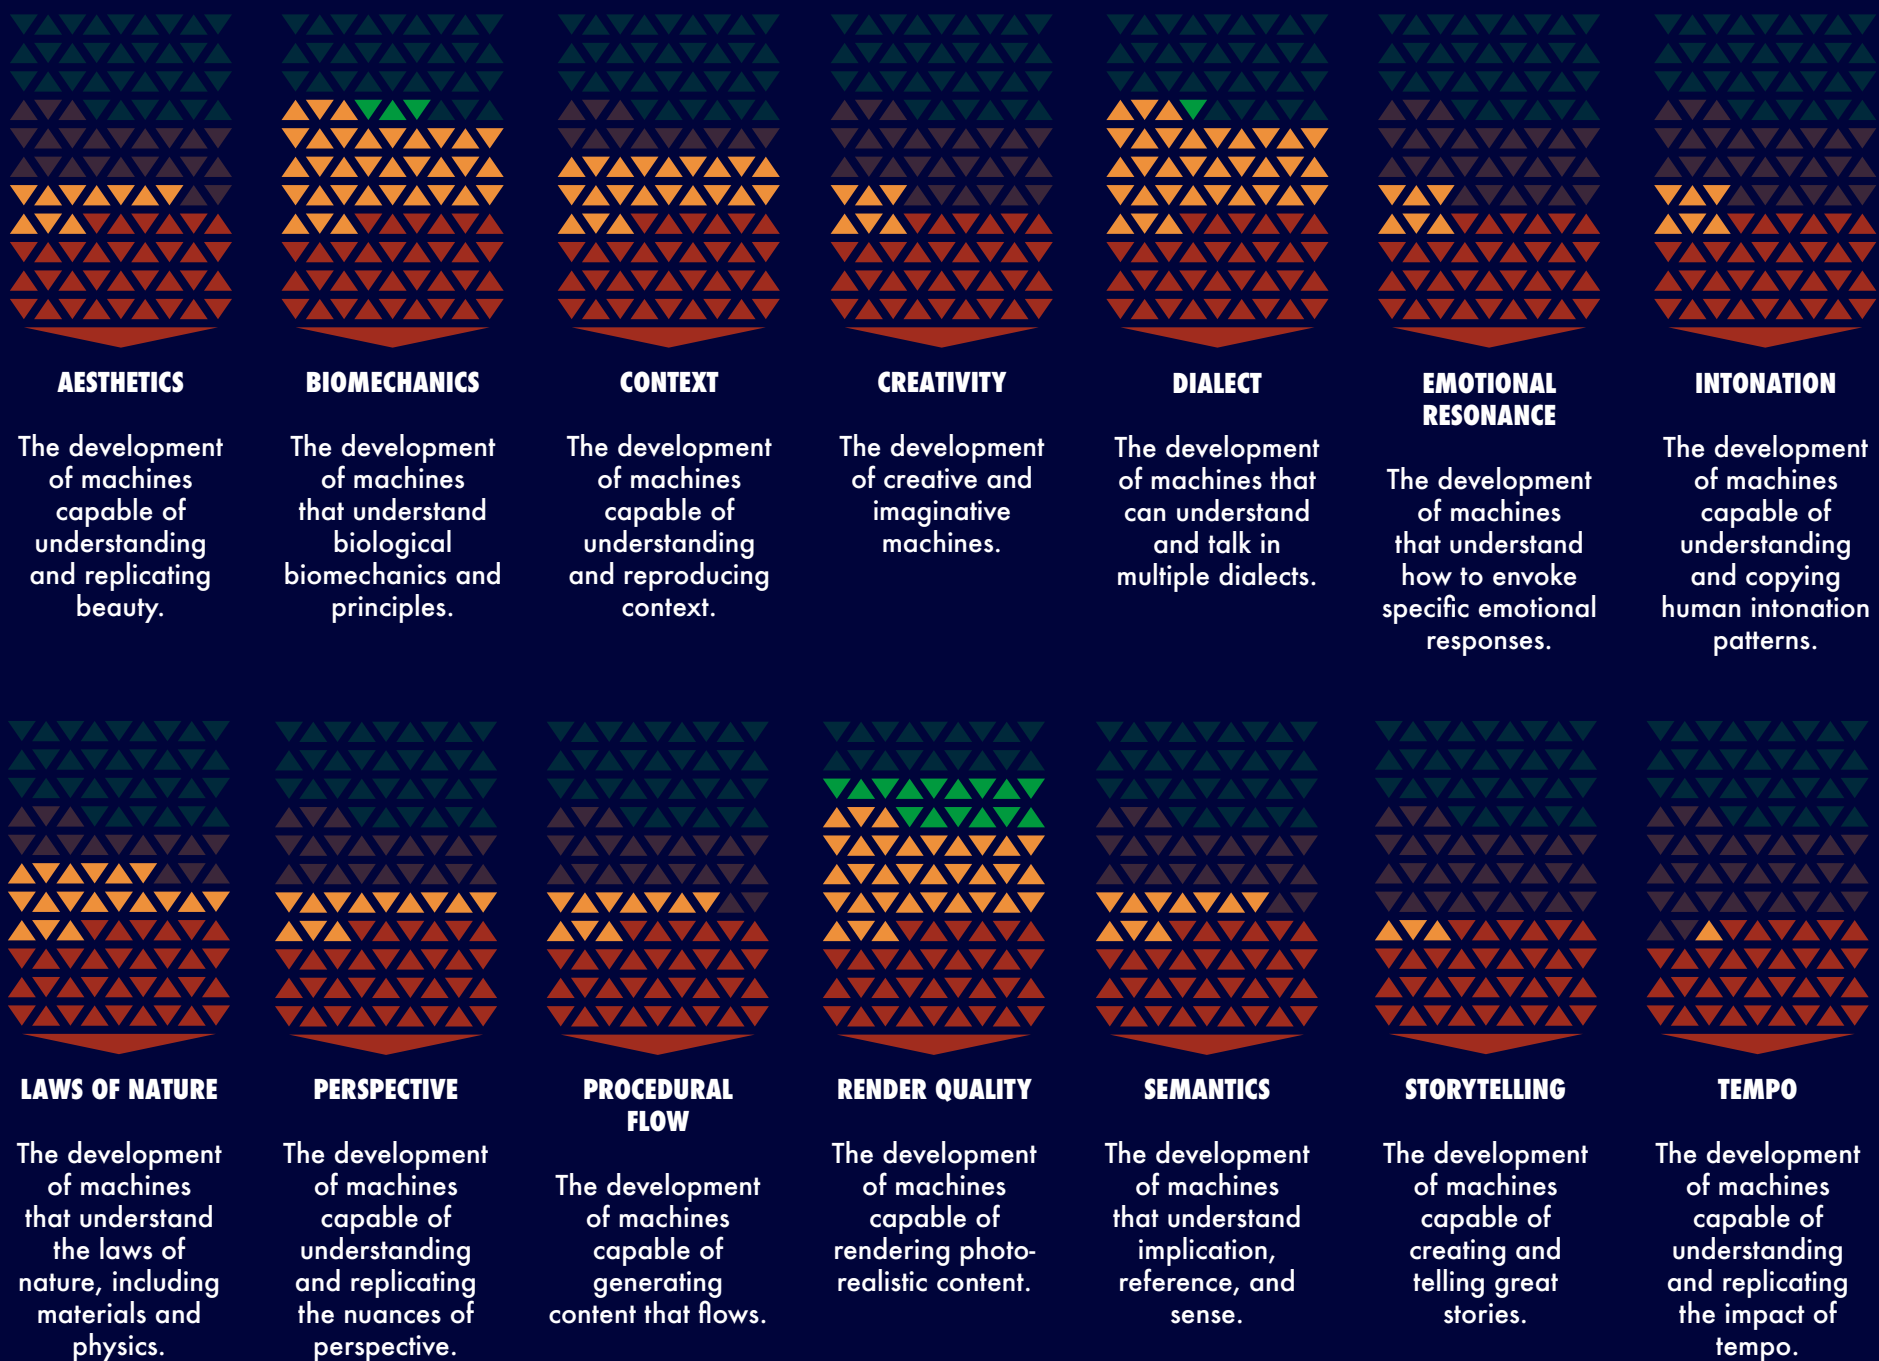 AESTHETICS
The development
of machines
capable of
understanding
and replicating
beauty.
BIOMECHANICS
The development
of machines
that understand
biological
biomechanics and
principles.
CONTEXT
The development
of machines
capable of
understanding
and reproducing
context.
CREATIVITY
The development
of creative and
imaginative
machines.
DIALECT
The development
of machines that
can understand
and talk in
multiple dialects.
EMOTIONAL
RESONANCE
The development
of machines
that understand
how to envoke
specific emotional
responses.
INTONATION
The development
of machines
capable of
understanding
and copying
human intonation
patterns.
LAWS OF NATURE
The development
of machines
that understand
the laws of
nature, including
materials and
physics.
PERSPECTIVE
The development
of machines
capable of
understanding
and replicating
the nuances of
perspective.
PROCEDURAL
FLOW
The development
of machines
capable of
generating
content that flows.
RENDER QUALITY
The development
of machines
capable of
rendering photo-
realistic content.
SEMANTICS
The development
of machines
that understand
implication,
reference, and
sense.
STORYTELLING
The development
of machines
capable of
creating and
telling great
stories.
TEMPO
The development
of machines
capable of
understanding
and replicating
the impact of
tempo.